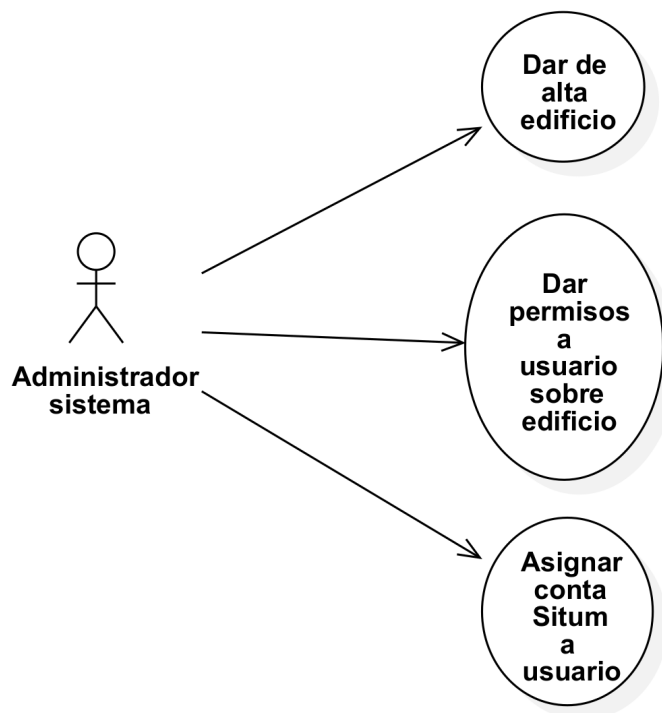 Dar de
alta
edificio
Dar
permisos
a
usuario
sobre
edificio
Administrador
sistema
Asignar
conta
Situm
a
usuario